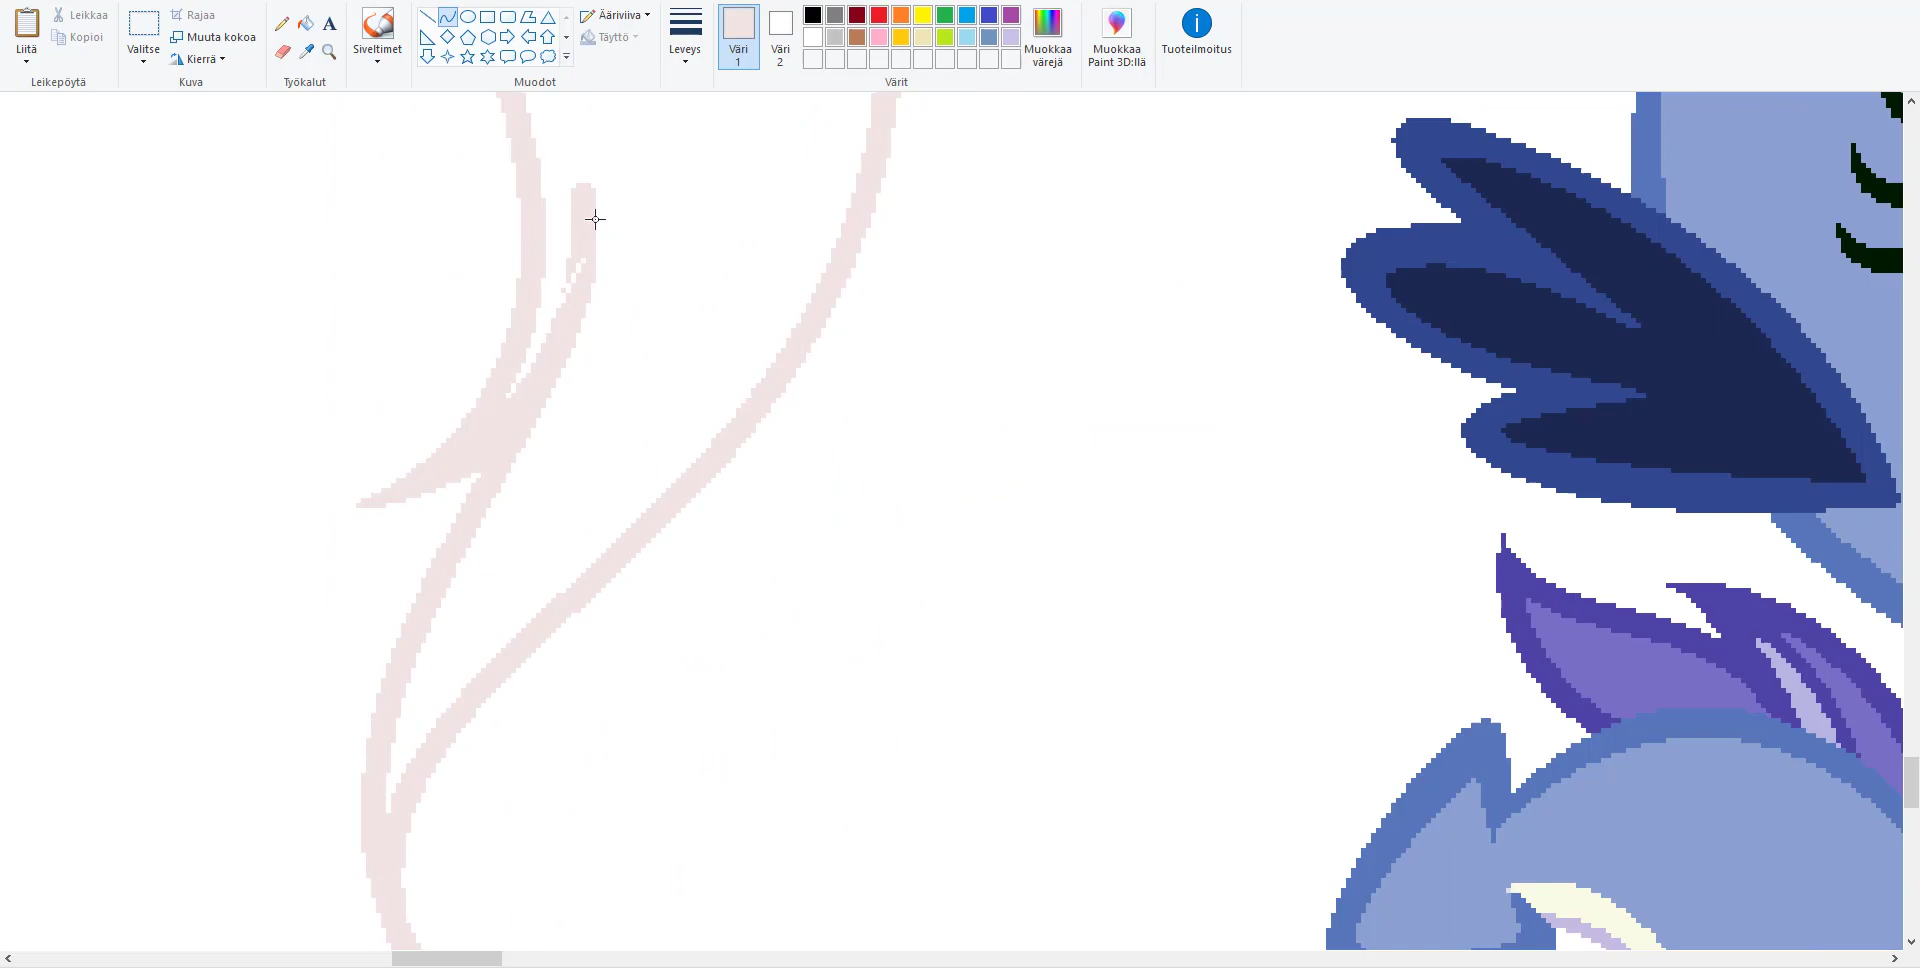 Liitä
Leikkaa
Kopioi
Leikepöytä
Valitse
Rajaa
Muuta kokoa
Kierrä
Kuva
A
Työkalut
Siveltimet
Ääriviiva
Täyttö
Muodot
Leveys
Väri
1
Väri
2
Muokkaa
värejä
Värit
Muokkaa
Paint 3D:llä
Tuoteilmoitus